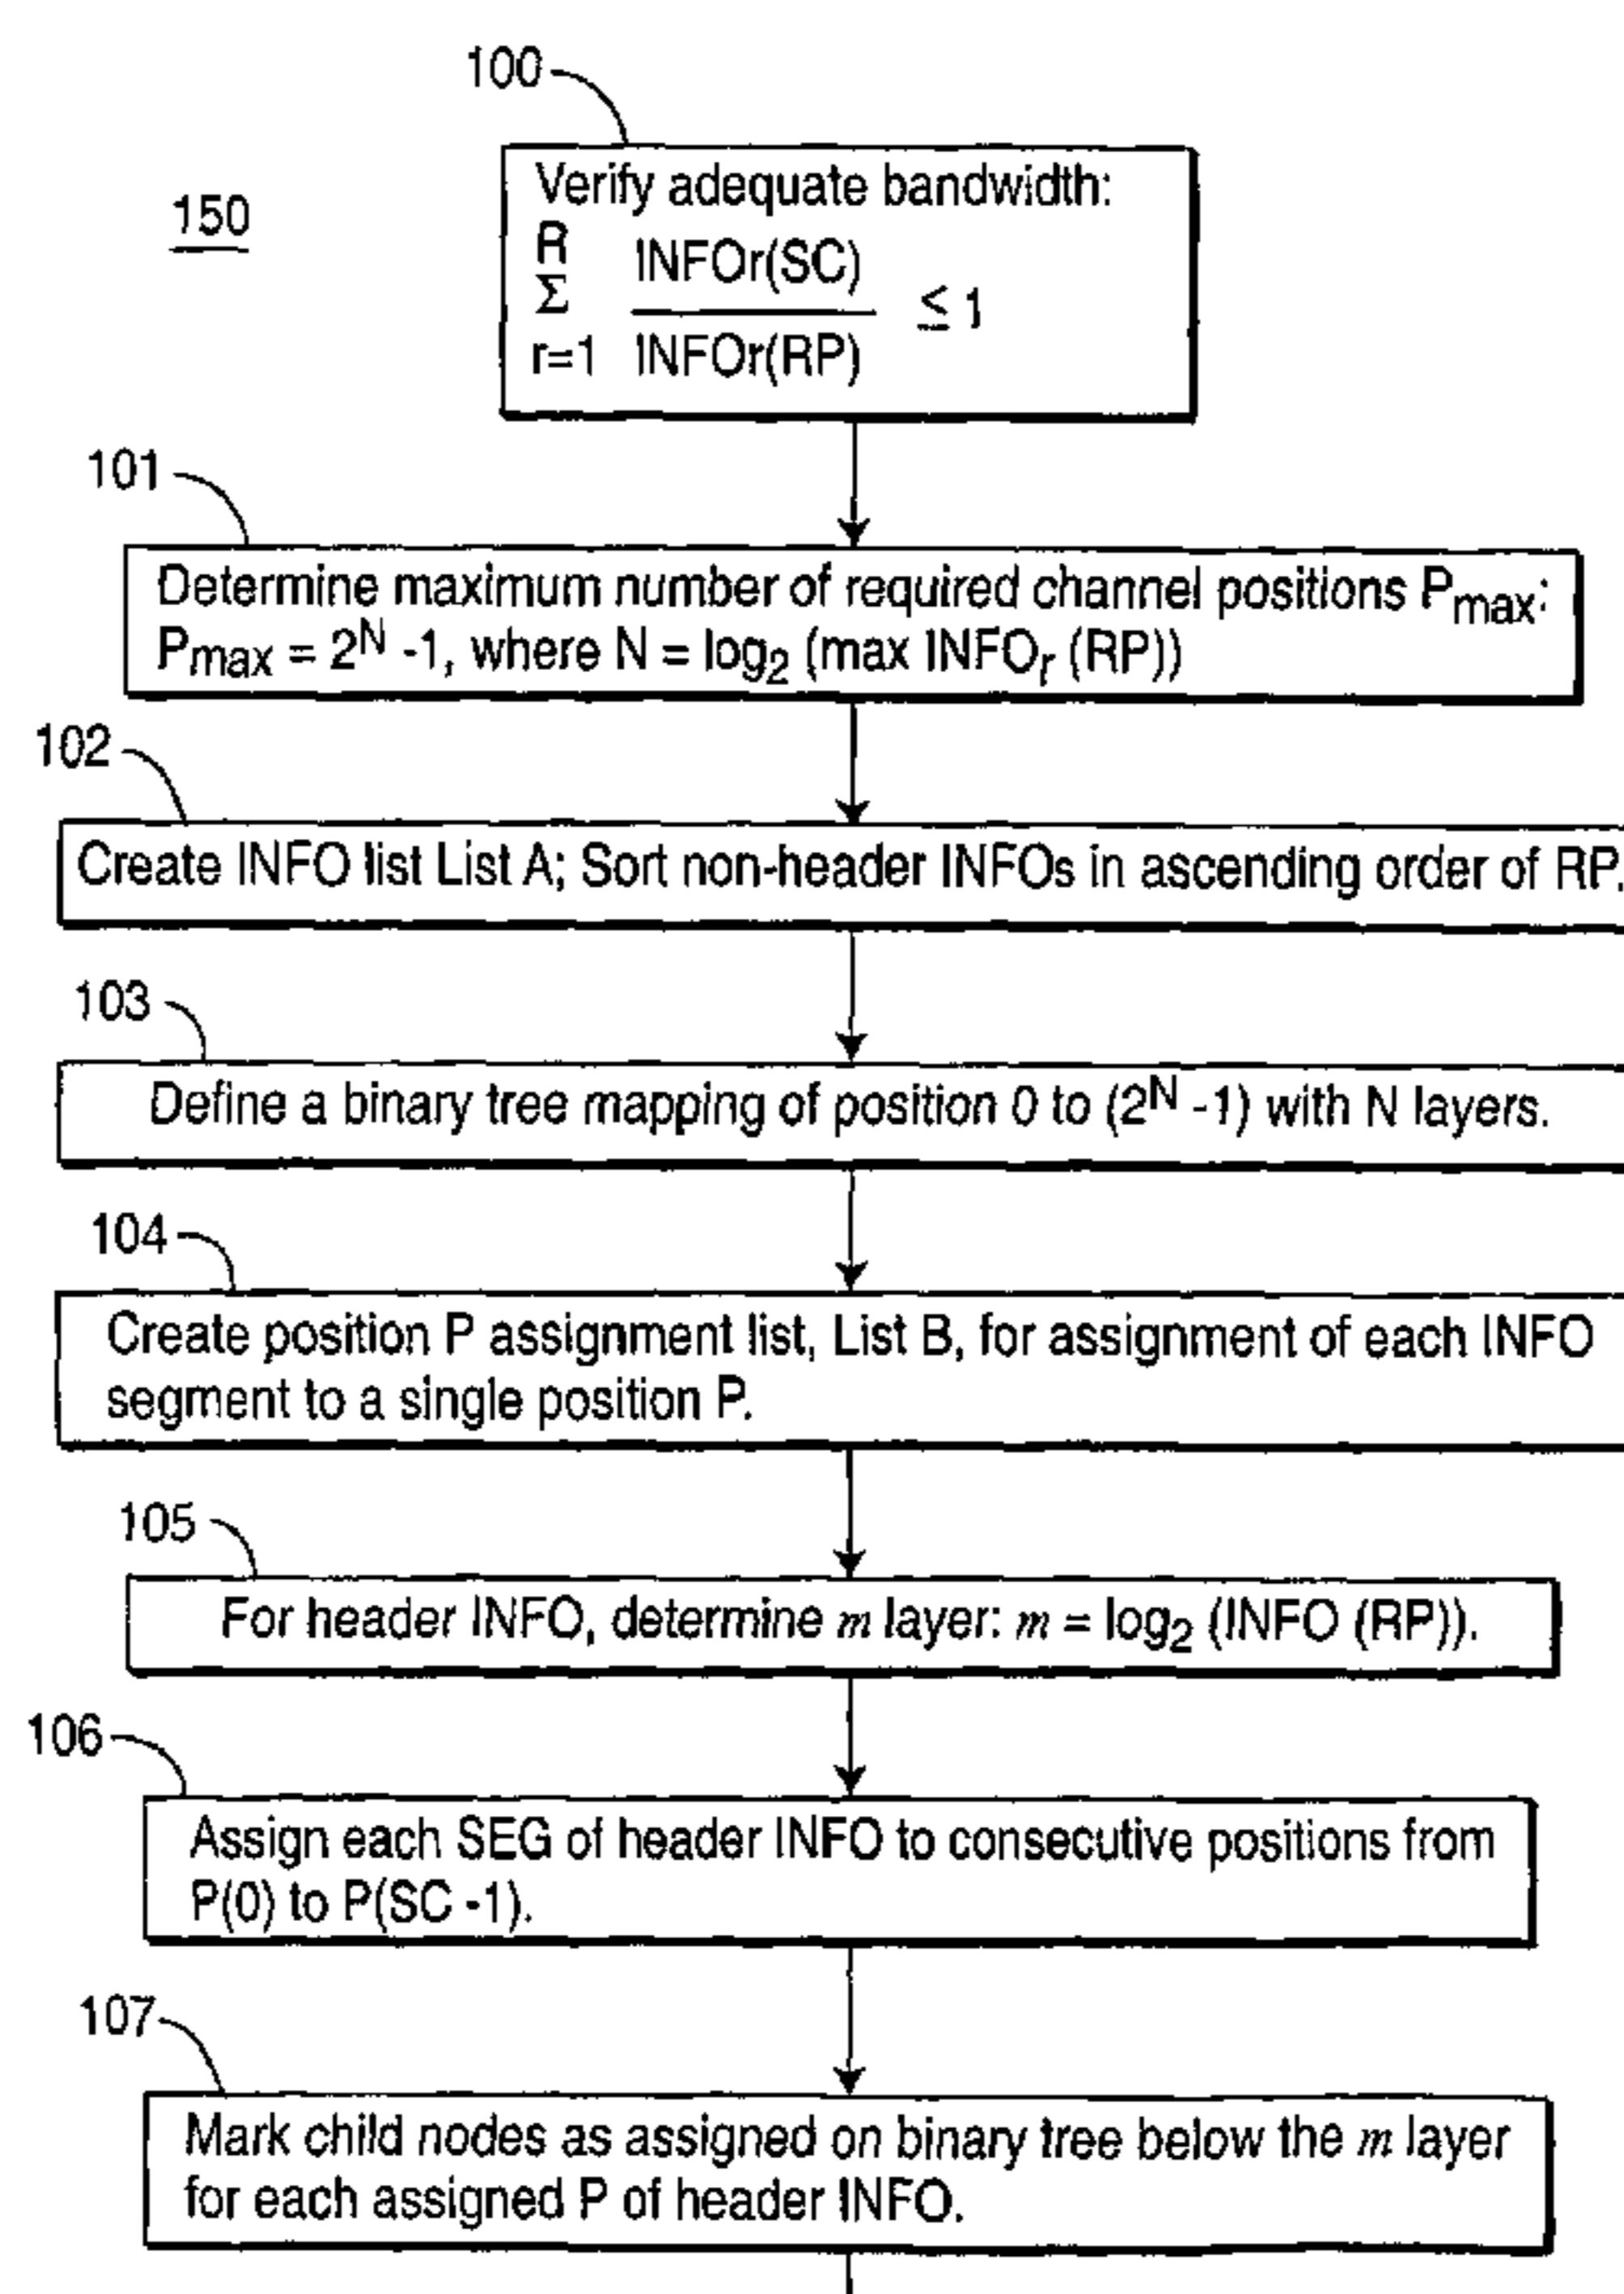 100
150
Verify adequate bandwidth:
R
Σ
r=1
INFOr(SC)
INFOr(RP)
≤ 1
101
Determine maximum number of required channel positions Pmax:
Pmax = 2^N -1, where N = log2 (max INFOr (RP))
102
Create INFO list List A; Sort non-header INFOs in ascending order of RP.
103
Define a binary tree mapping of position 0 to (2^N -1) with N layers.
104
Create position P assignment list, List B, for assignment of each INFO
segment to a single position P.
105
For header INFO, determine m layer: m = log2 (INFO (RP)).
106
Assign each SEG of header INFO to consecutive positions from
P(0) to P(SC -1).
107
Mark child nodes as assigned on binary tree below the m layer
for each assigned P of header INFO.